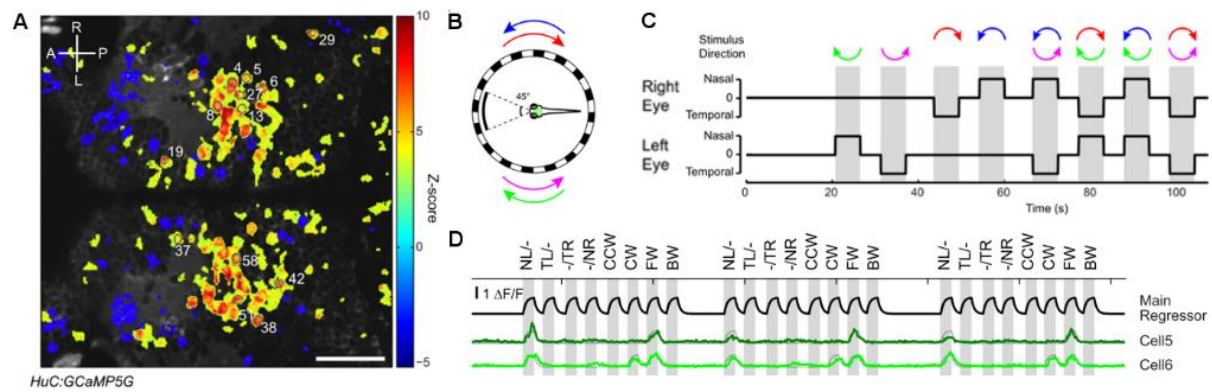 A
R
A P
L
29
4 5 6
27
8 13
19
37
58
42
5
38
10
5
0
−5
Z-score
HuC:GCaMP5G
B
45°
C
Stimulus
Direction
Right
Eye
Nasal
0
Temporal
Left
Eye
Nasal
0
Temporal
0 20 40 60 80 100
Time (s)
D
NL/- TL/- -/TR -/NR CCW CW FW BW NL/- TL/- -/TR -/NR CCW CW FW BW NL/- TL/- -/TR -/NR CCW CW FW BW
1 ΔF/F
Main
Regressor
Cell5
Cell6